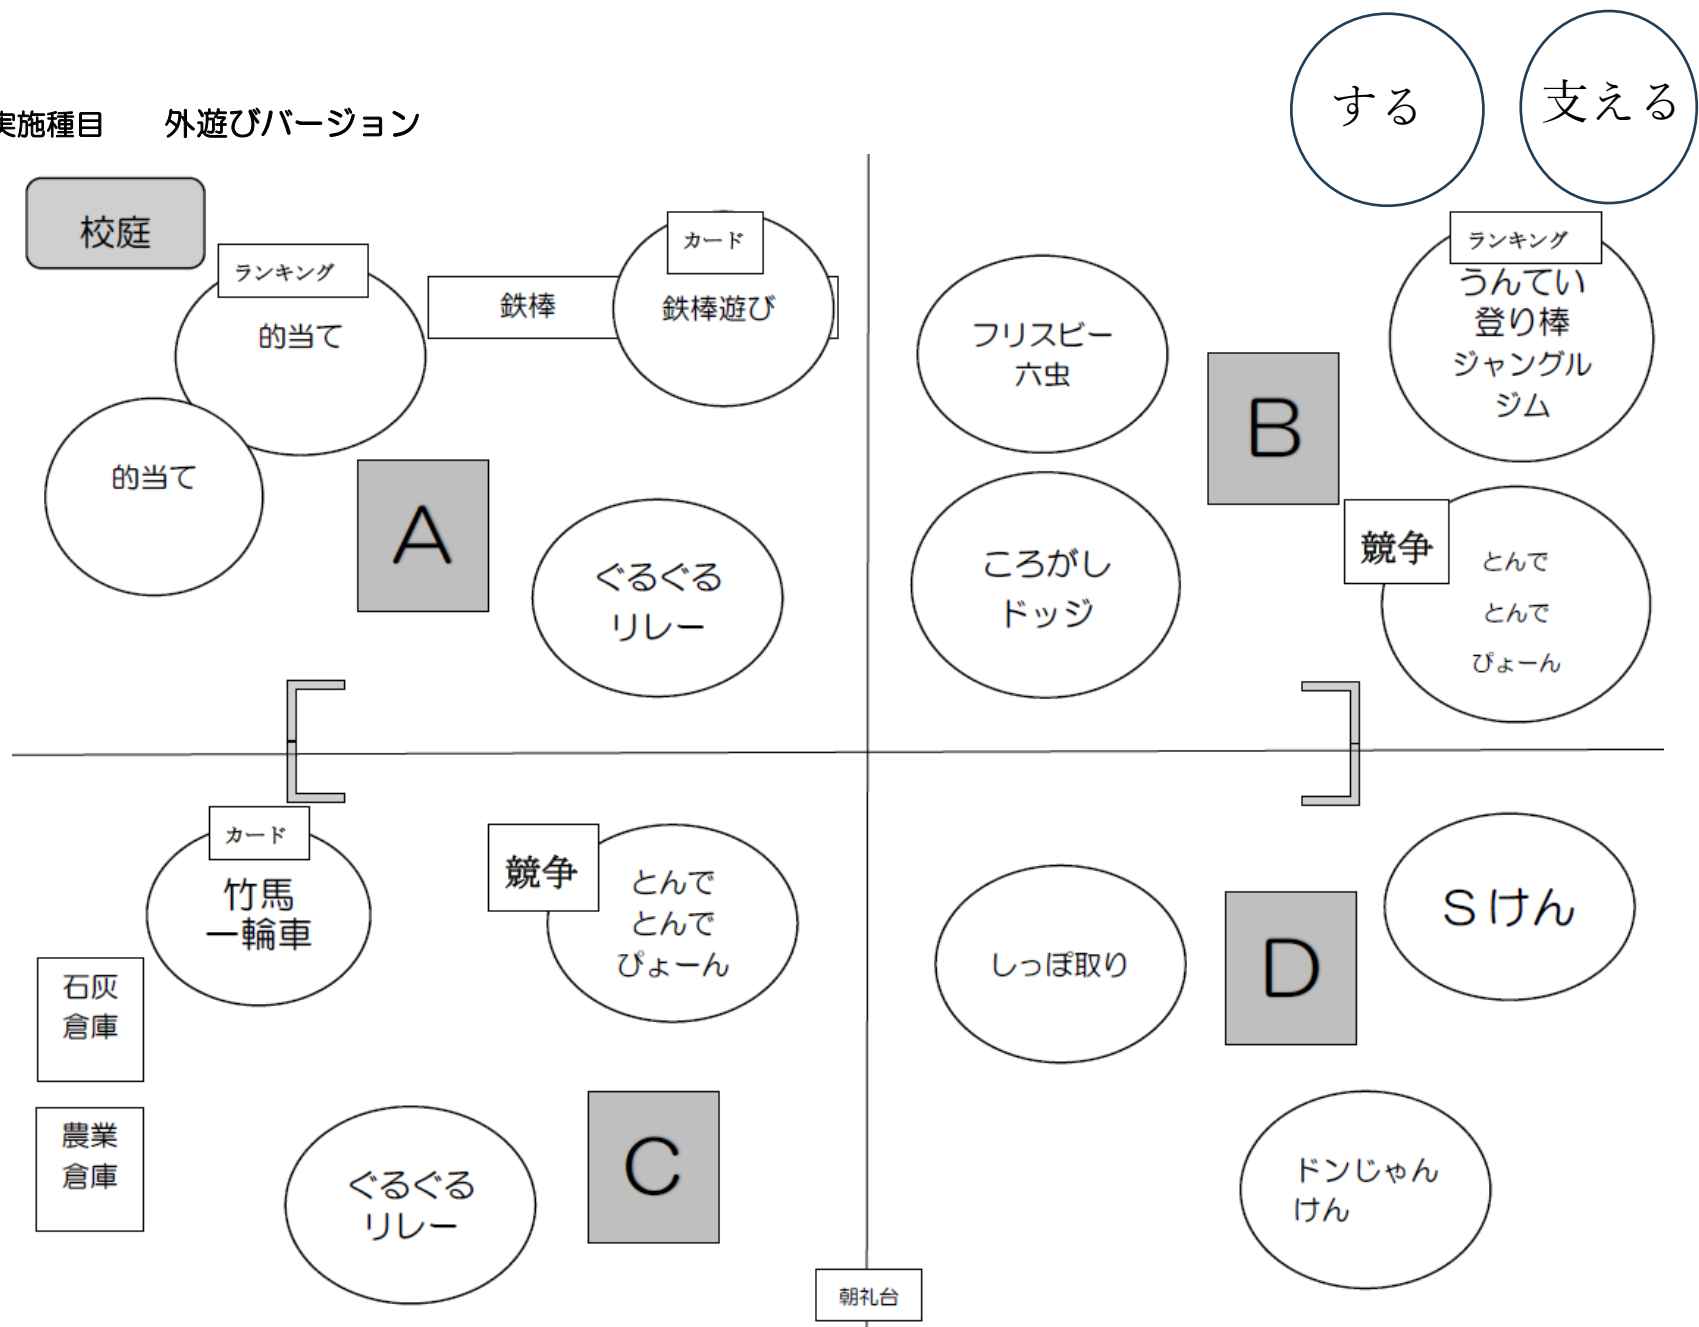 する
支える
実施種目　　外遊びバージョン
校庭
ランキング
的当て
的当て
鉄棒
カード
鉄棒遊び
A
ぐるぐる
リレー
フリスビー
六虫
B
ランキング
うんてい
登り棒
ジャングル
ジム
ころがし
ドッジ
競争
とんで
とんで
ぴょーん
カード
竹馬
一輪車
競争
とんで
とんで
ぴょーん
石灰
倉庫
農業
倉庫
ぐるぐる
リレー
C
しっぽ取り
D
Sけん
ドンじゃん
けん
朝礼台